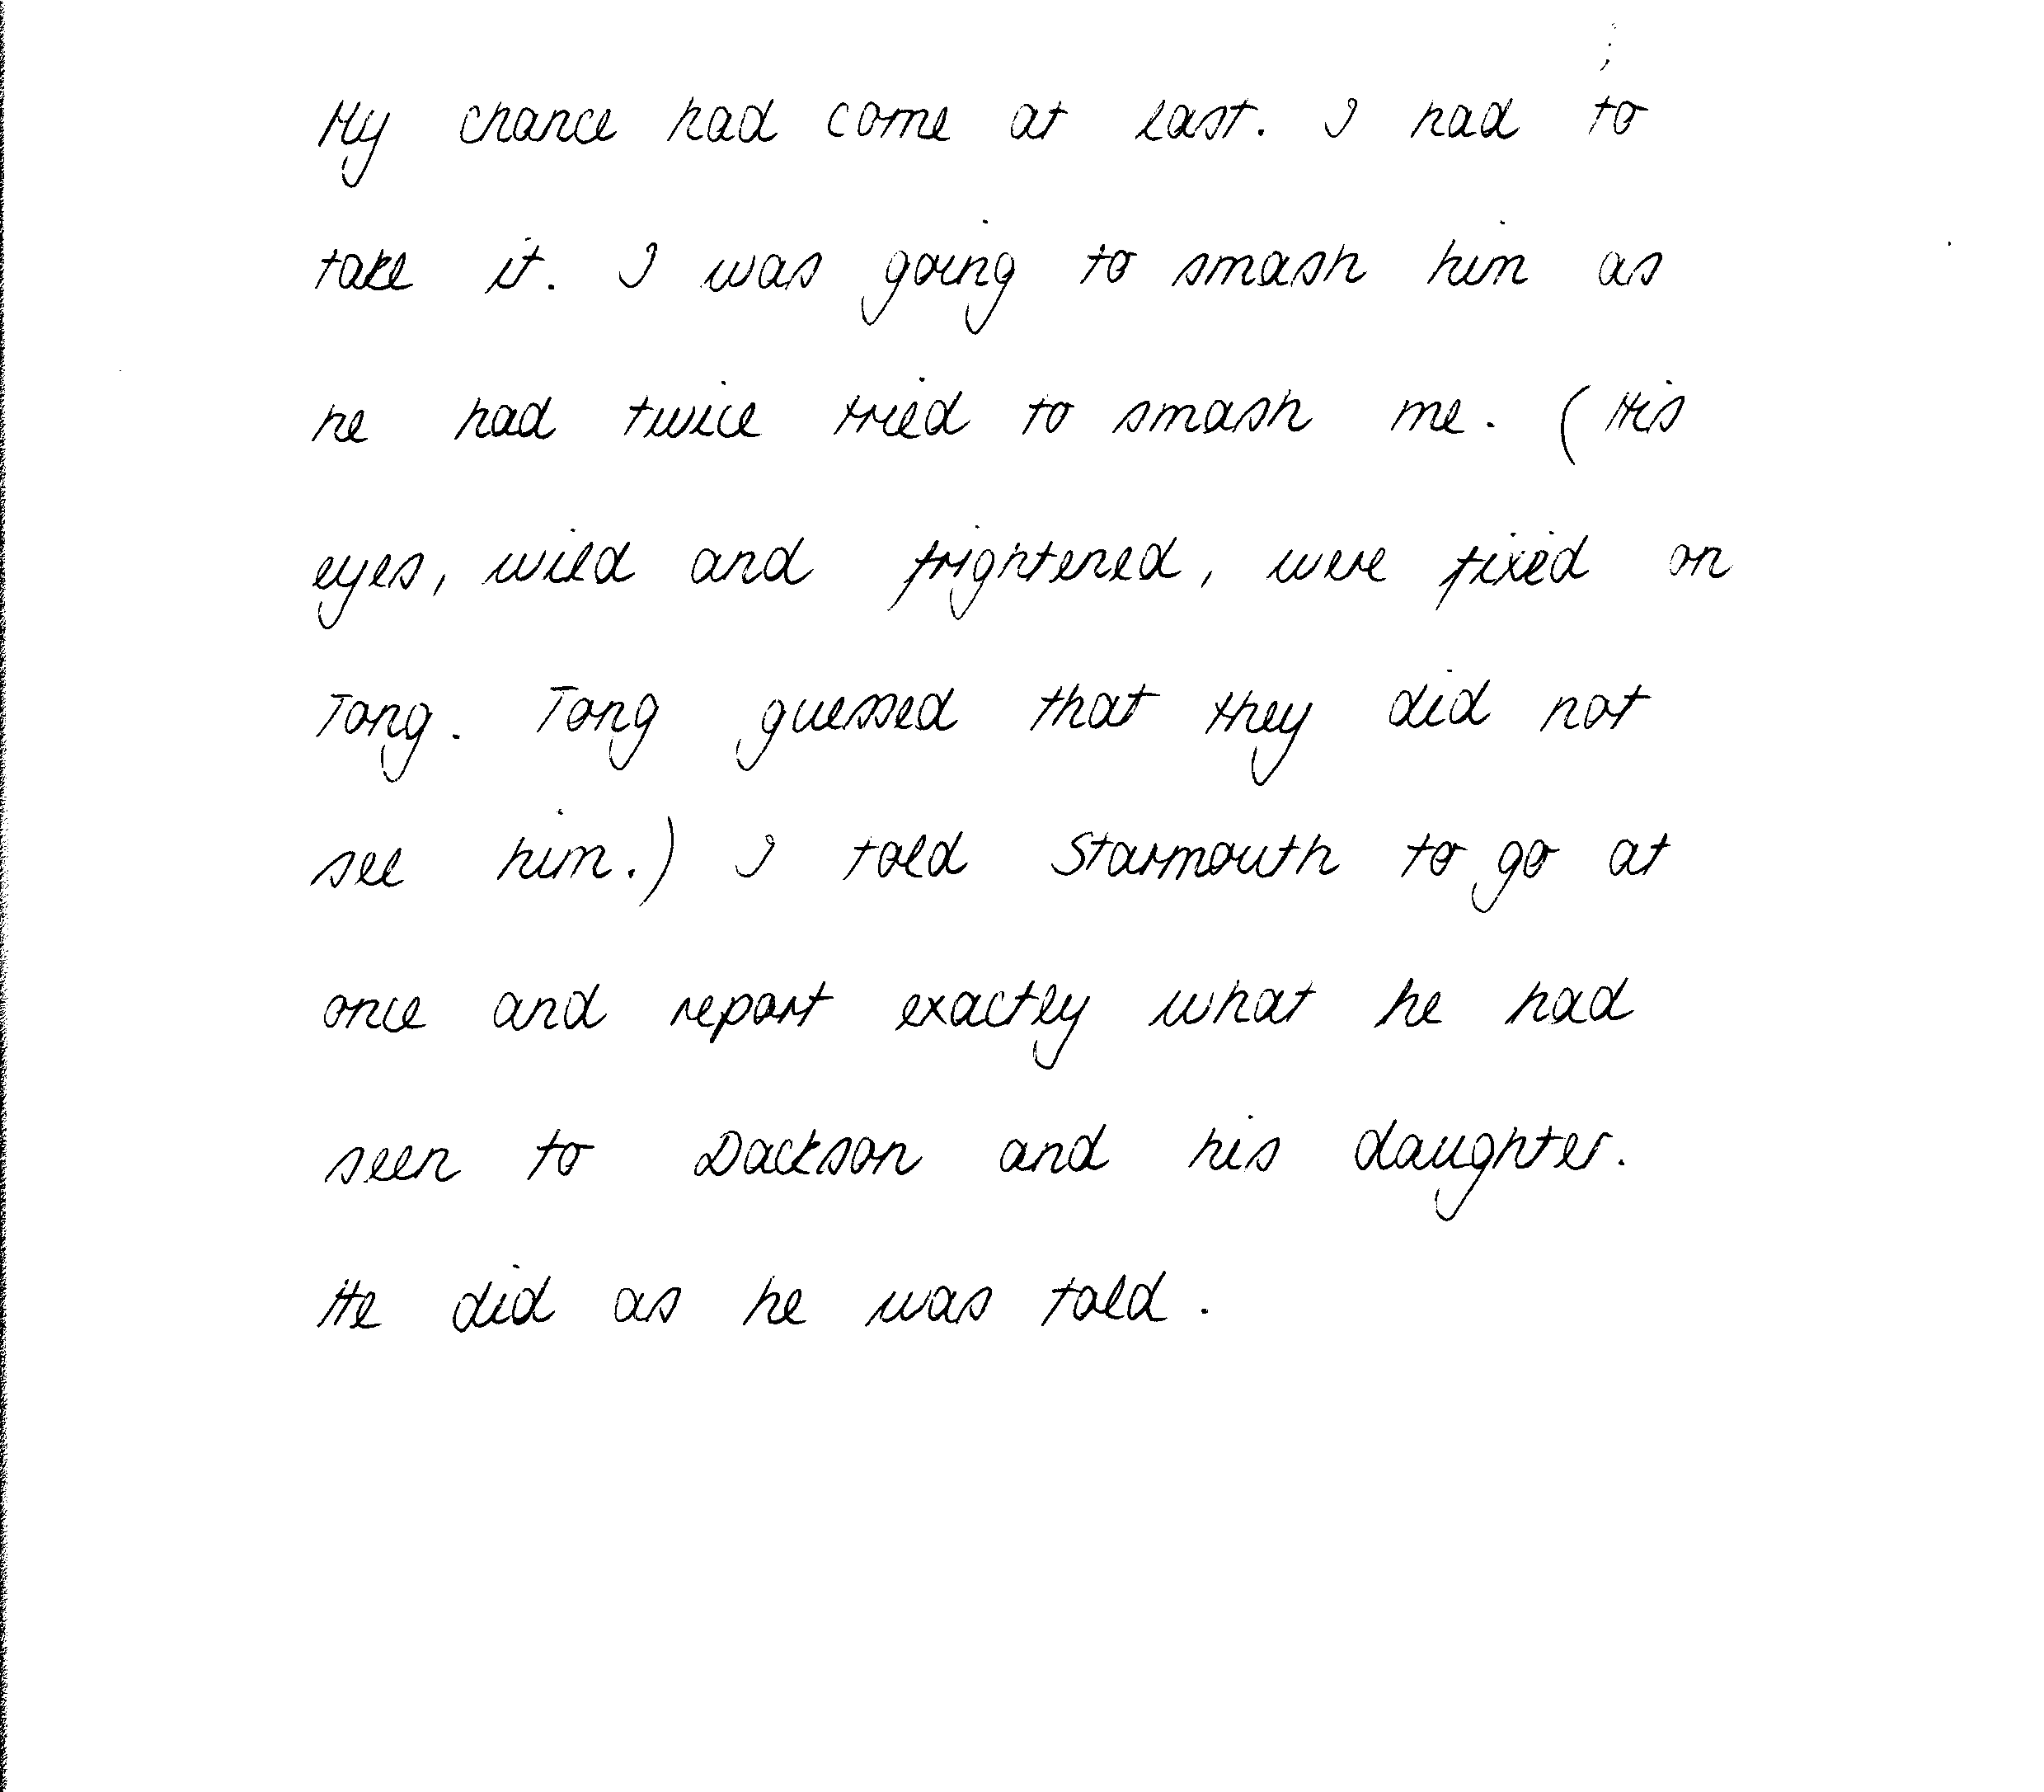 My chance had come at last. I had to
take it. I was going to smash him as
he had twice tried to smash me. (His
eyes, wild and frightened, were fixed on
Tong. Tong guessed that they did not
see him.) I told Starmouth to go at
once and report exactly what he had
seen to Dackson and his daughter.
He did as he was told.